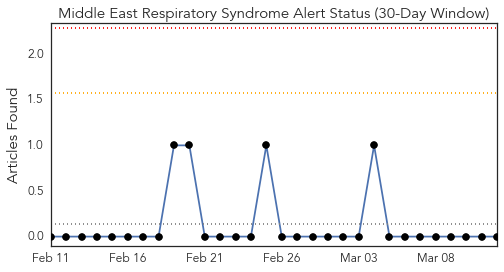 Middle East Respiratory Syndrome Alert Status (30-Day Window)
Articles Found
2.0
1.5
1.0
0.5
0.0
Feb 11 Feb 16 Feb 21 Feb 26 Mar 03 Mar 08